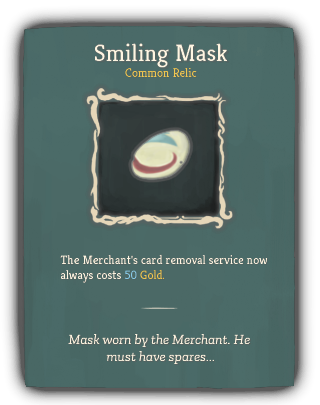 Smiling Mask
Common Relic
The Merchant's card removal service now
always costs 50 Gold.
Mask worn by the Merchant. He
must have spares...